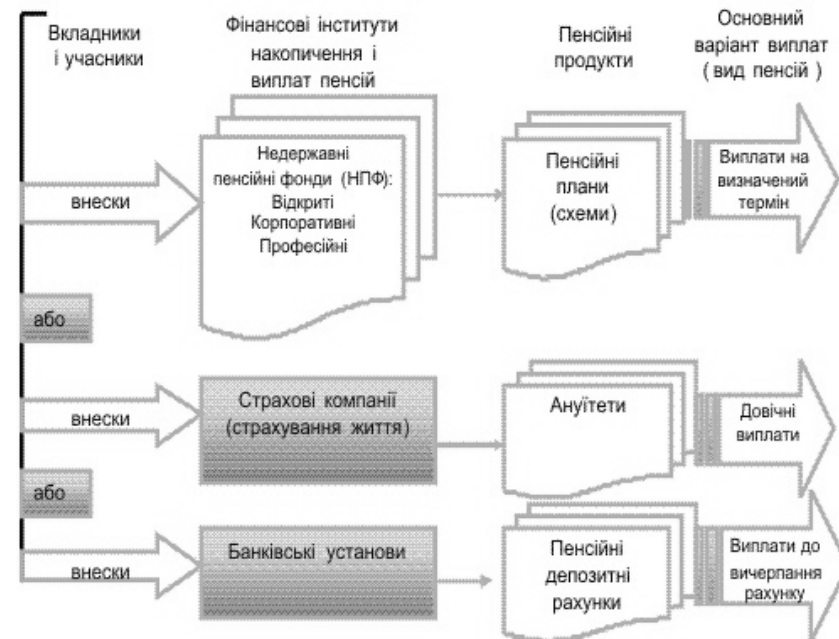 Вкладники
і учасники
Фінансові інститути
накопичення і
виплат пенсій
Пенсійні
продукти
Основний
варіант виплат
( вид пенсій )
внески
Недержавні
пенсійні фонди (НПФ):
Відкриті
Корпоративні
Професійні
Пенсійні
плани
(схеми)
Виплати на
визначений
термін
або
внески
Страхові компанії
(страхування життя)
Ануїтети
Довічні
виплати
або
внески
Банківські установи
Пенсійні
депозитні
рахунки
Виплати до
вичерпання
рахунку